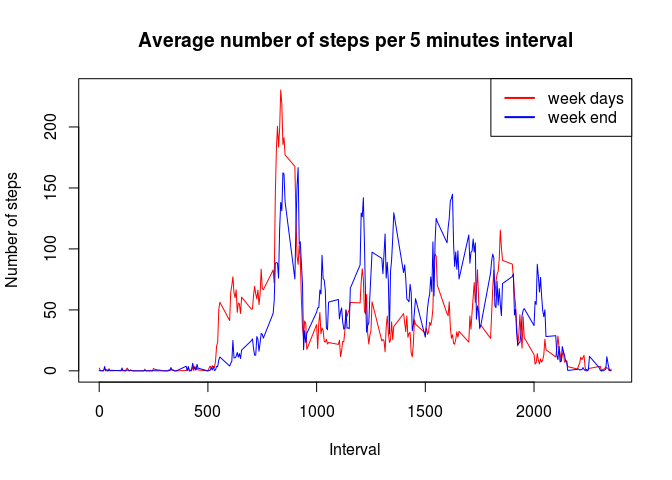 Average number of steps per 5 minutes interval
week days
week end
Number of steps
200
150
100
50
0
0 500 1000 1500 2000
Interval